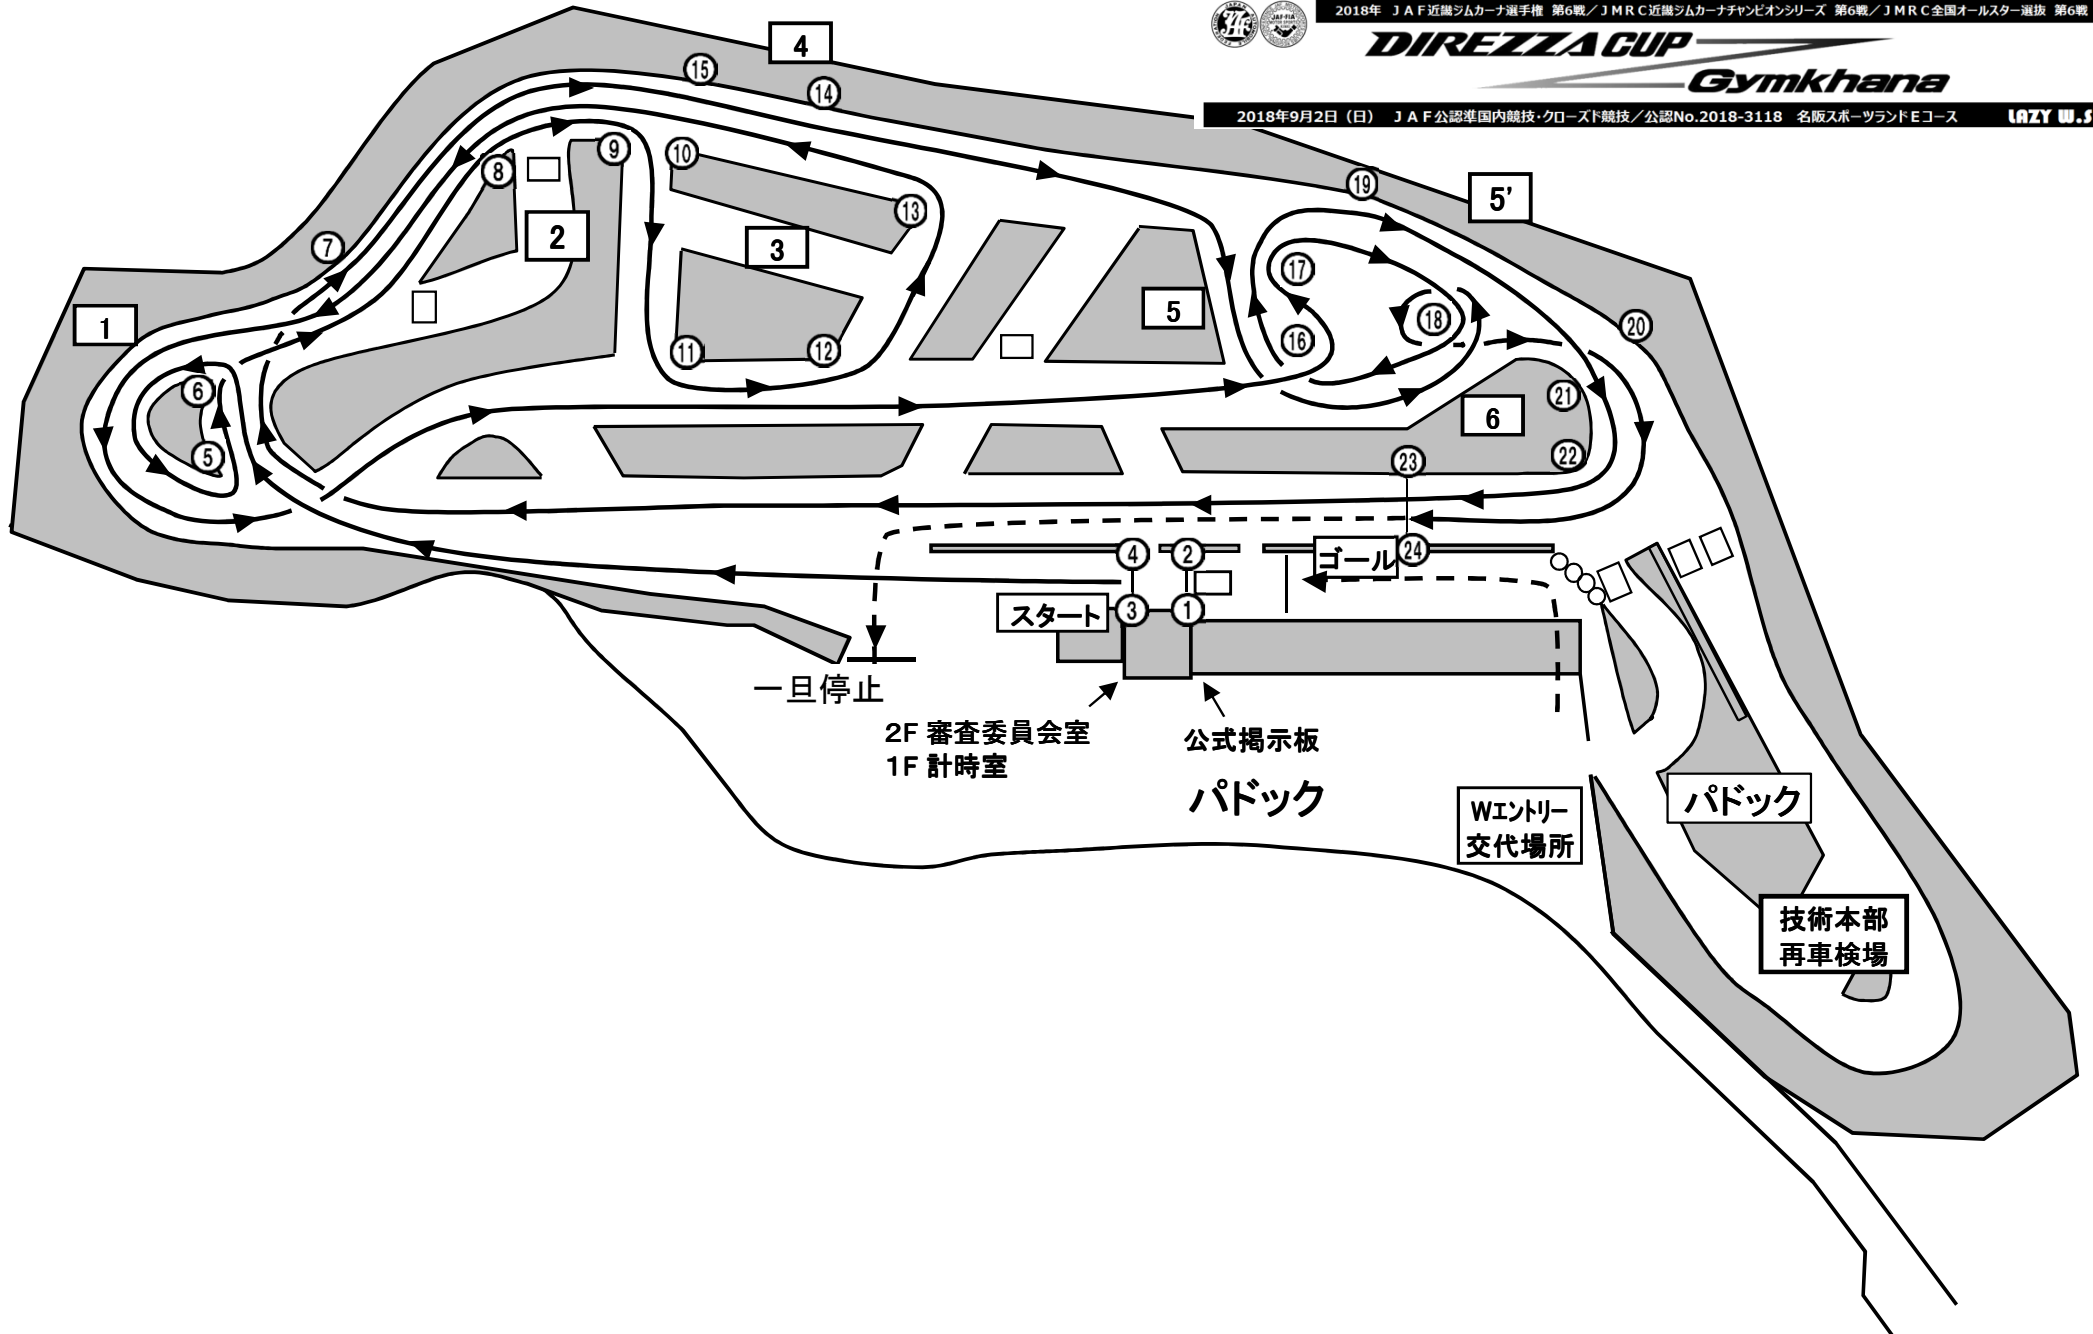 2018年 JAF近畿ジムカーナ選手権 第6戦／JMRC近畿ジムカーナチャンピオンシリーズ 第6戦／JMRC全国オールスター選抜 第6戦
DIREZZA CUP
Gymkhana
2018年9月2日（日） JAF公認準国内競技・クローズド競技／公認No.2018-3118 名阪スポーツランドEコース LAZY W.S
4
⑮
⑭
⑨
⑩
⑧
⑲
5'
⑬
2
3
⑦
⑰
5
1
⑱
⑳
⑯
⑪
⑫
⑥
㉑
6
⑤
㉓
㉒
④
②
ゴール
㉔
スタート
③
①
一旦停止
2F 審査委員会室
1F 計時室
公式掲示板
パドック
Wエントリー
交代場所
パドック
技術本部
再車検場